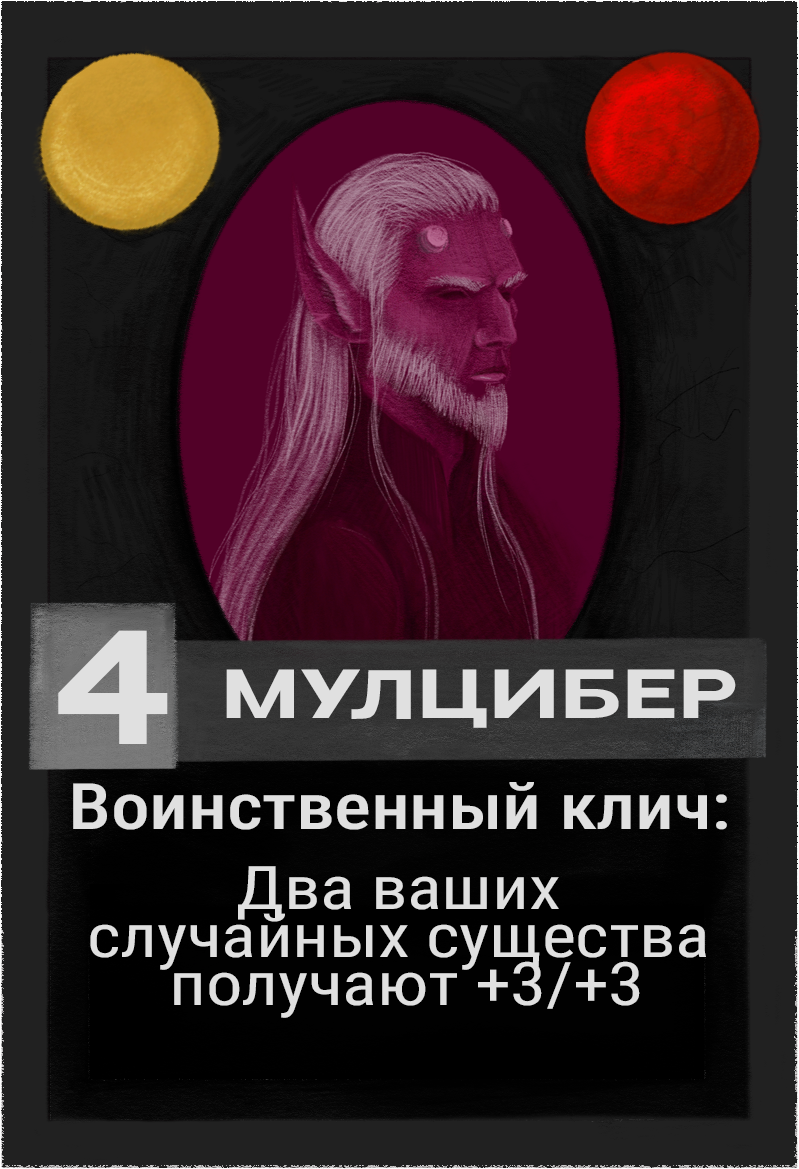 4
МУЛЦИБЕР
Воинственный клич:
Два ваших
случайных существа
получают +3/+3